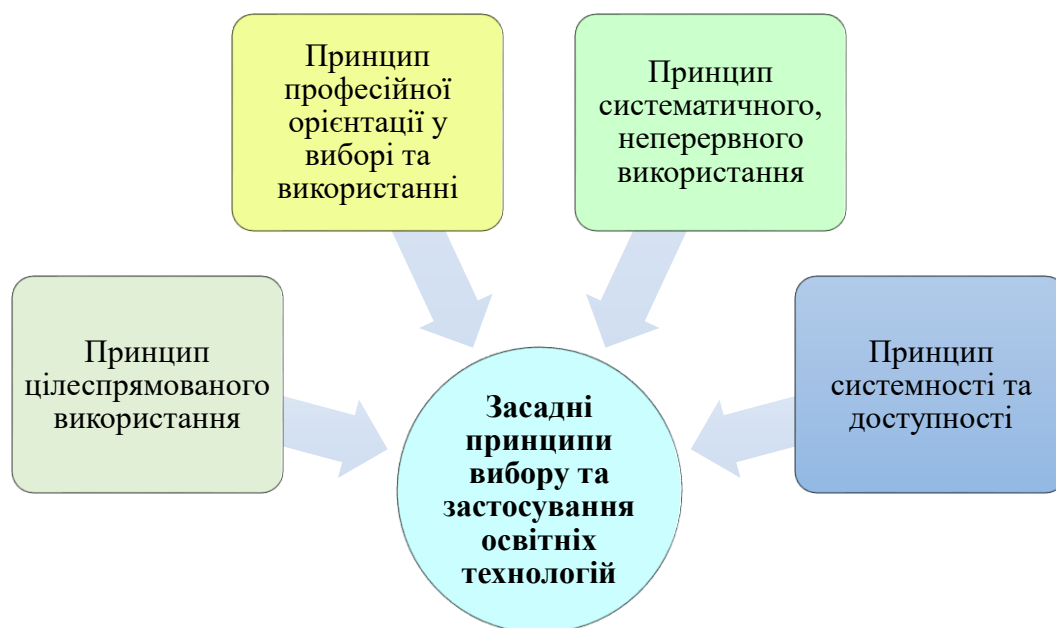 Принцип
професійної
орієнтації у
виборі та
використанні
Принцип
систематичного,
неперервного
використання
Принцип
цілеспрямованого
використання
Засадні
принципи
вибору та
застосування
освітніх
технологій
Принцип
системності та
доступності